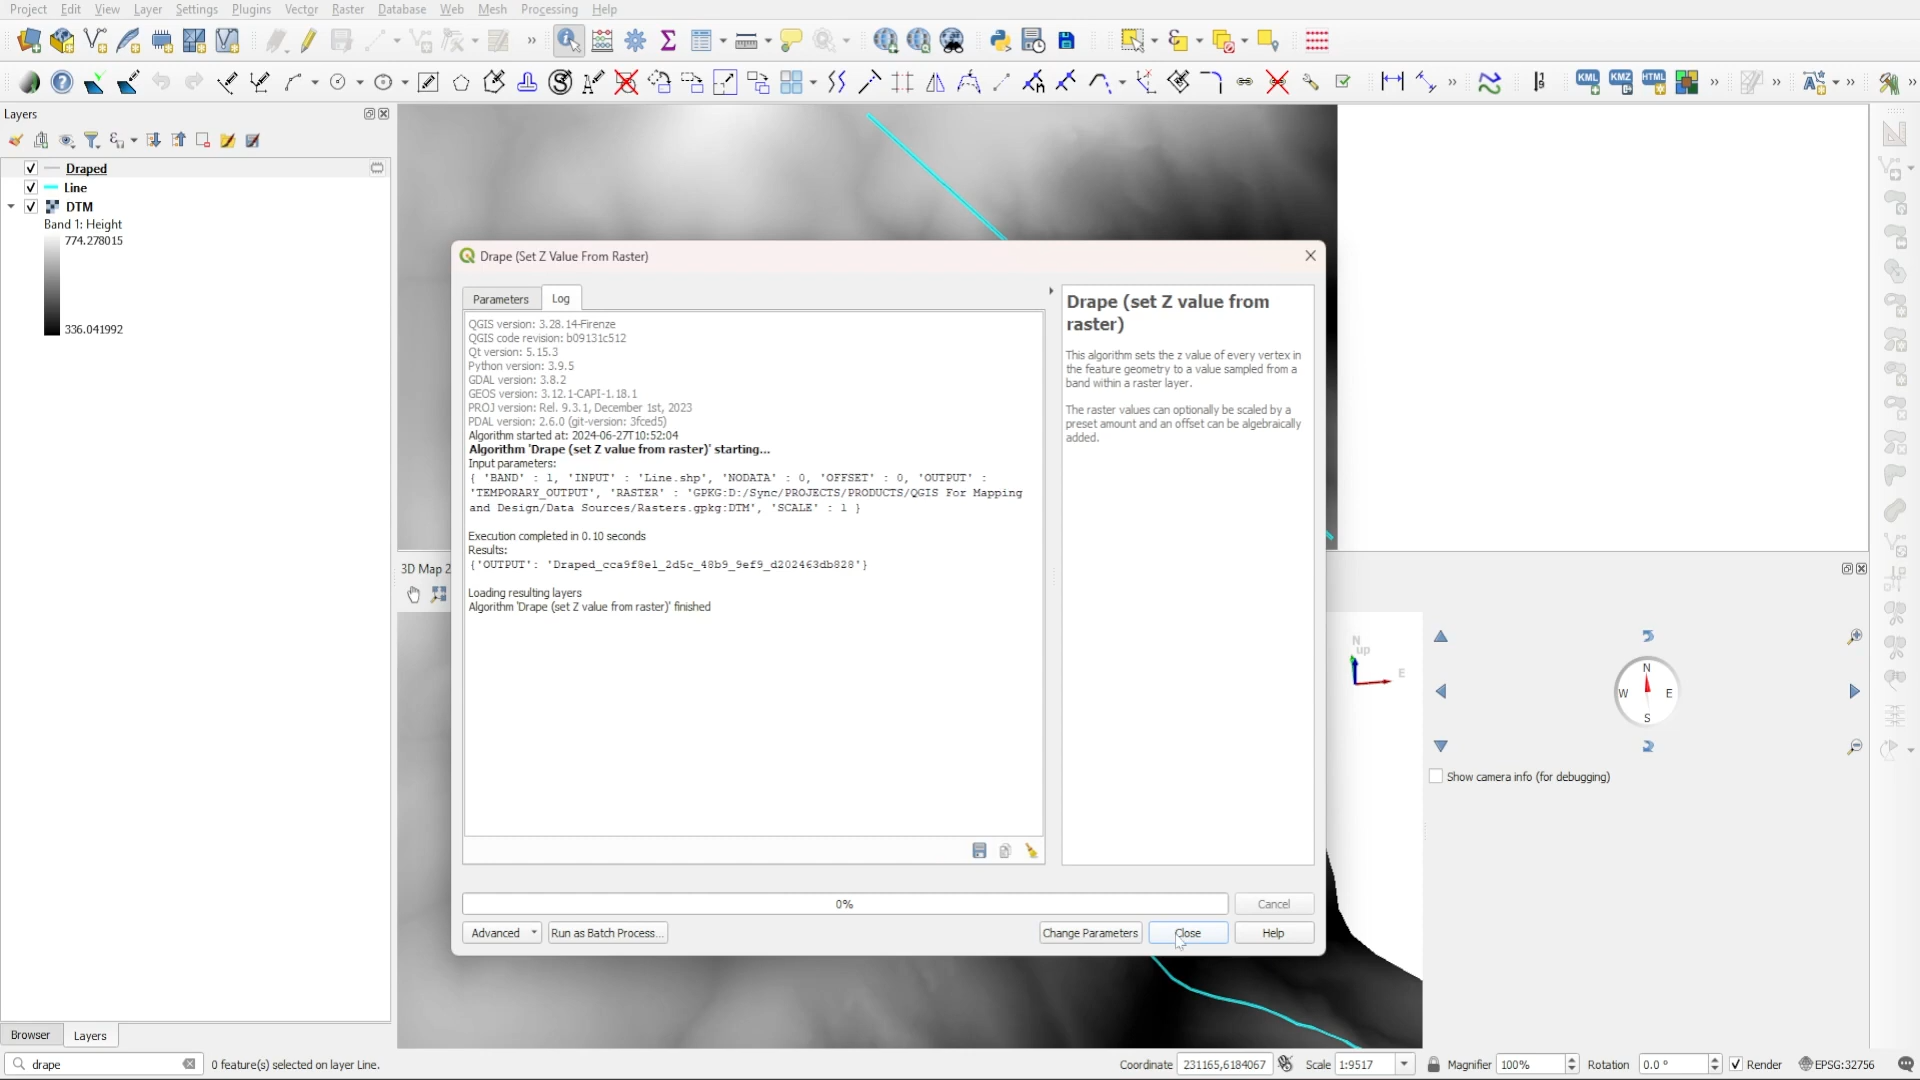 Project Edit View Layer Settings Plugins Vector Raster Database Web Mesh Processing Help
KML KMZ HTML
Layers
Draped
Line
DTM
Band 1: Height
774.278015
336.041992
Drape (Set Z Value From Raster)
Parameters Log
QGIS version: 3.28.14-Firenze
QGIS code revision: b09131c512
Qt version: 5.15.3
Python version: 3.9.5
GDAL version: 3.8.2
GEOS version: 3.12.1-CAPI-1.18.1
PROJ version: Rel. 9.3.1, December 1st, 2023
PDAL version: 2.6.0 (git-version: 3fced5)
Algorithm started at: 2024-06-27T10:52:04
Algorithm 'Drape (set Z value from raster)' starting…
Input parameters:
{ 'BAND' : 1, 'INPUT' : 'Line.shp', 'NODATA' : 0, 'OFFSET' : 0, 'OUTPUT' :
'TEMPORARY_OUTPUT', 'RASTER' : 'GPKG:D:/Sync/PROJECTS/PRODUCTS/QGIS For Mapping
and Design/Data Sources/Rasters.gpkg:DTM', 'SCALE' : 1 }
Execution completed in 0.10 seconds
Results:
{'OUTPUT': 'Draped_cca9f8e1_2d5c_48b9_9ef9_d202463db828'}
Loading resulting layers
Algorithm 'Drape (set Z value from raster)' finished
Drape (set Z value from
raster)
This algorithm sets the z value of every vertex in
the feature geometry to a value sampled from a
band within a raster layer.
The raster values can optionally be scaled by a
preset amount and an offset can be algebraically
added.
0% Cancel
Advanced Run as Batch Process… Change Parameters Close Help
3D Map 2
N
up
E
N
W E
S
Show camera info (for debugging)
Browser Layers
drape 0 feature(s) selected on layer Line. Coordinate 231165,6184067 Scale 1:9517 Magnifier 100% Rotation 0.0 ° Render EPSG:32756